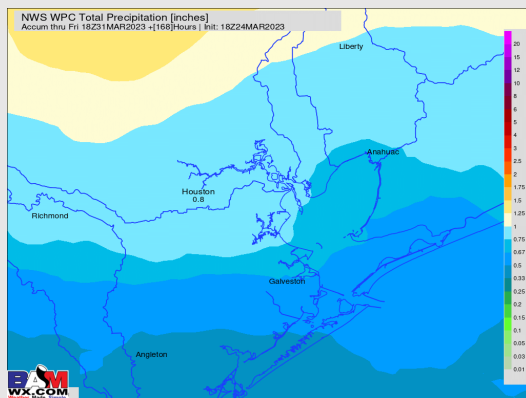 NWS WPC Total Precipitation [inches]
Accum thru Fri 18Z31MAR2023 +[168]Hours | Init: 18Z24MAR2023
Liberty
Anahuac
Houston
0.8
Richmond
Galveston
Angleton
20
15
12
10
8
6
5
4
3
2.5
2
1.75
1.5
1.25
1
0.75
0.67
0.5
0.33
0.25
0.2
0.15
0.1
0.05
0.03
0.01
BAM
WX.COM
Weather Made Simple